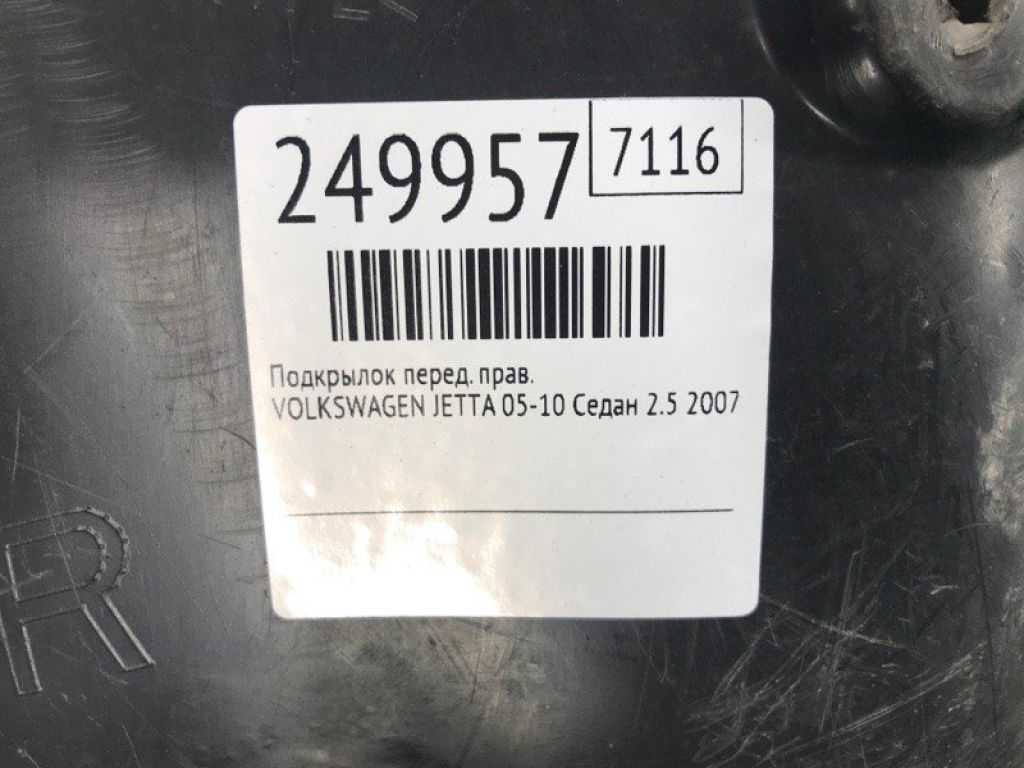 249957 7116
Подкрылок перед. прав.
VOLKSWAGEN JETTA 05-10 Седан 2.5 2007
R